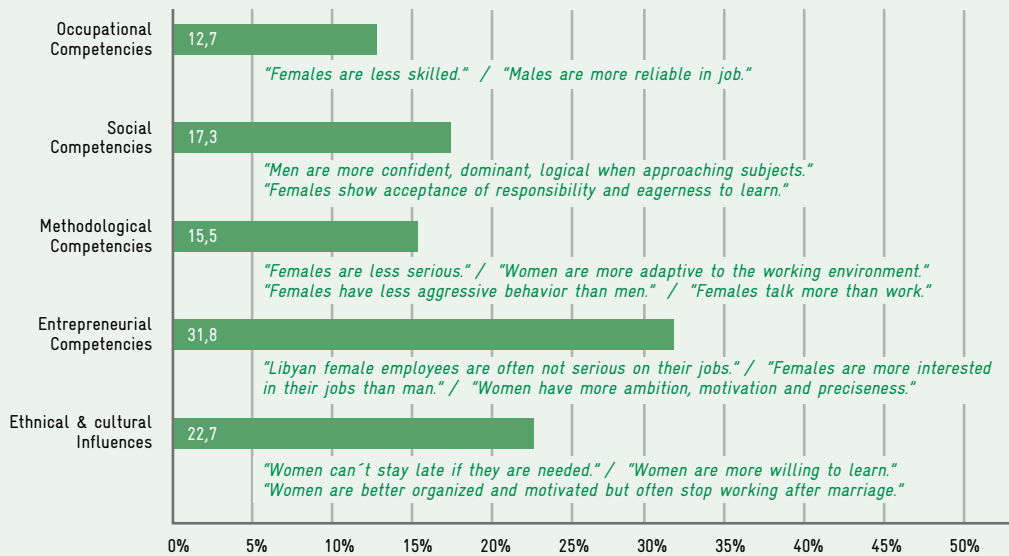 Occupational
Competencies
12,7
"Females are less skilled." / "Males are more reliable in job."
Social
Competencies
17,3
"Men are more confident, dominant, logical when approaching subjects."
"Females show acceptance of responsibility and eagerness to learn."
Methodological
Competencies
15,5
"Females are less serious." / "Women are more adaptive to the working environment."
"Females have less aggressive behavior than men." / "Females talk more than work."
Entrepreneurial
Competencies
31,8
"Libyan female employees are often not serious on their jobs." / "Females are more interested
in their jobs than man." / "Women have more ambition, motivation and preciseness."
Ethnical & cultural
Influences
22,7
"Women can´t stay late if they are needed." / "Women are more willing to learn."
"Women are better organized and motivated but often stop working after marriage."
0% 5% 10% 15% 20% 25% 30% 35% 40% 45% 50%